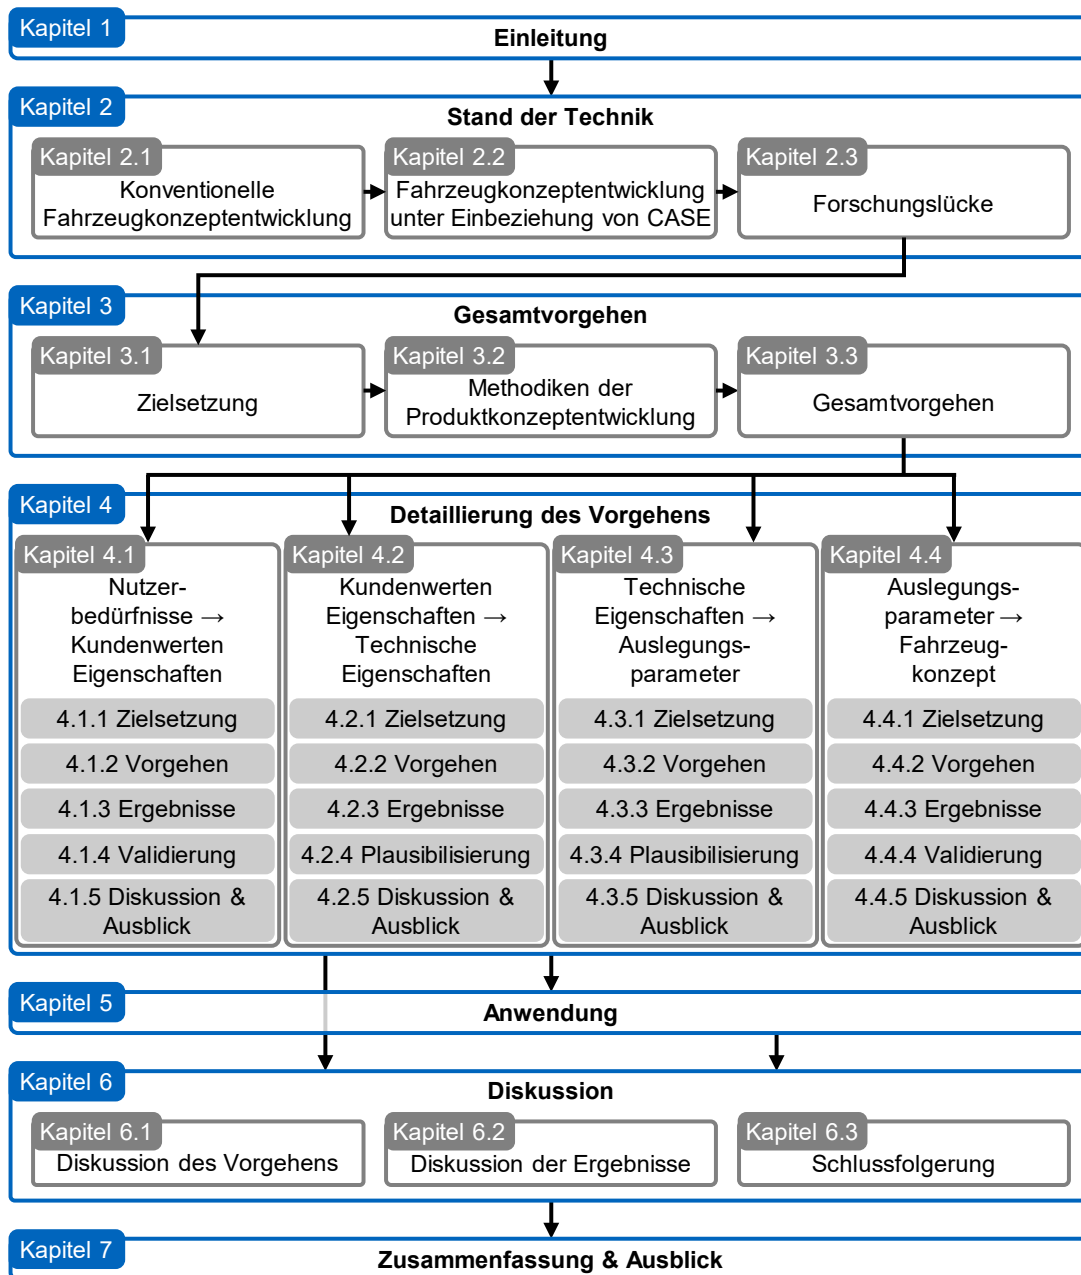 Kapitel 1
Einleitung
Kapitel 2
Stand der Technik
Kapitel 2.1
Konventionelle
Fahrzeugkonzeptentwicklung
Kapitel 2.2
Fahrzeugkonzeptentwicklung
unter Einbeziehung von CASE
Kapitel 2.3
Forschungslücke
Kapitel 3
Gesamtvorgehen
Kapitel 3.1
Zielsetzung
Kapitel 3.2
Methodiken der
Produktkonzeptentwicklung
Kapitel 3.3
Gesamtvorgehen
Kapitel 4
Detaillierung des Vorgehens
Kapitel 4.1
Nutzer-
bedürfnisse →
Kundenwerten
Eigenschaften
4.1.1 Zielsetzung
4.1.2 Vorgehen
4.1.3 Ergebnisse
4.1.4 Validierung
4.1.5 Diskussion &
Ausblick
Kapitel 4.2
Kundenwerten
Eigenschaften →
Technische
Eigenschaften
4.2.1 Zielsetzung
4.2.2 Vorgehen
4.2.3 Ergebnisse
4.2.4 Plausibilisierung
4.2.5 Diskussion &
Ausblick
Kapitel 4.3
Technische
Eigenschaften →
Auslegungs-
parameter
4.3.1 Zielsetzung
4.3.2 Vorgehen
4.3.3 Ergebnisse
4.3.4 Plausibilisierung
4.3.5 Diskussion &
Ausblick
Kapitel 4.4
Auslegungs-
parameter →
Fahrzeug-
konzept
4.4.1 Zielsetzung
4.4.2 Vorgehen
4.4.3 Ergebnisse
4.4.4 Validierung
4.4.5 Diskussion &
Ausblick
Kapitel 5
Anwendung
Kapitel 6
Diskussion
Kapitel 6.1
Diskussion des Vorgehens
Kapitel 6.2
Diskussion der Ergebnisse
Kapitel 6.3
Schlussfolgerung
Kapitel 7
Zusammenfassung & Ausblick